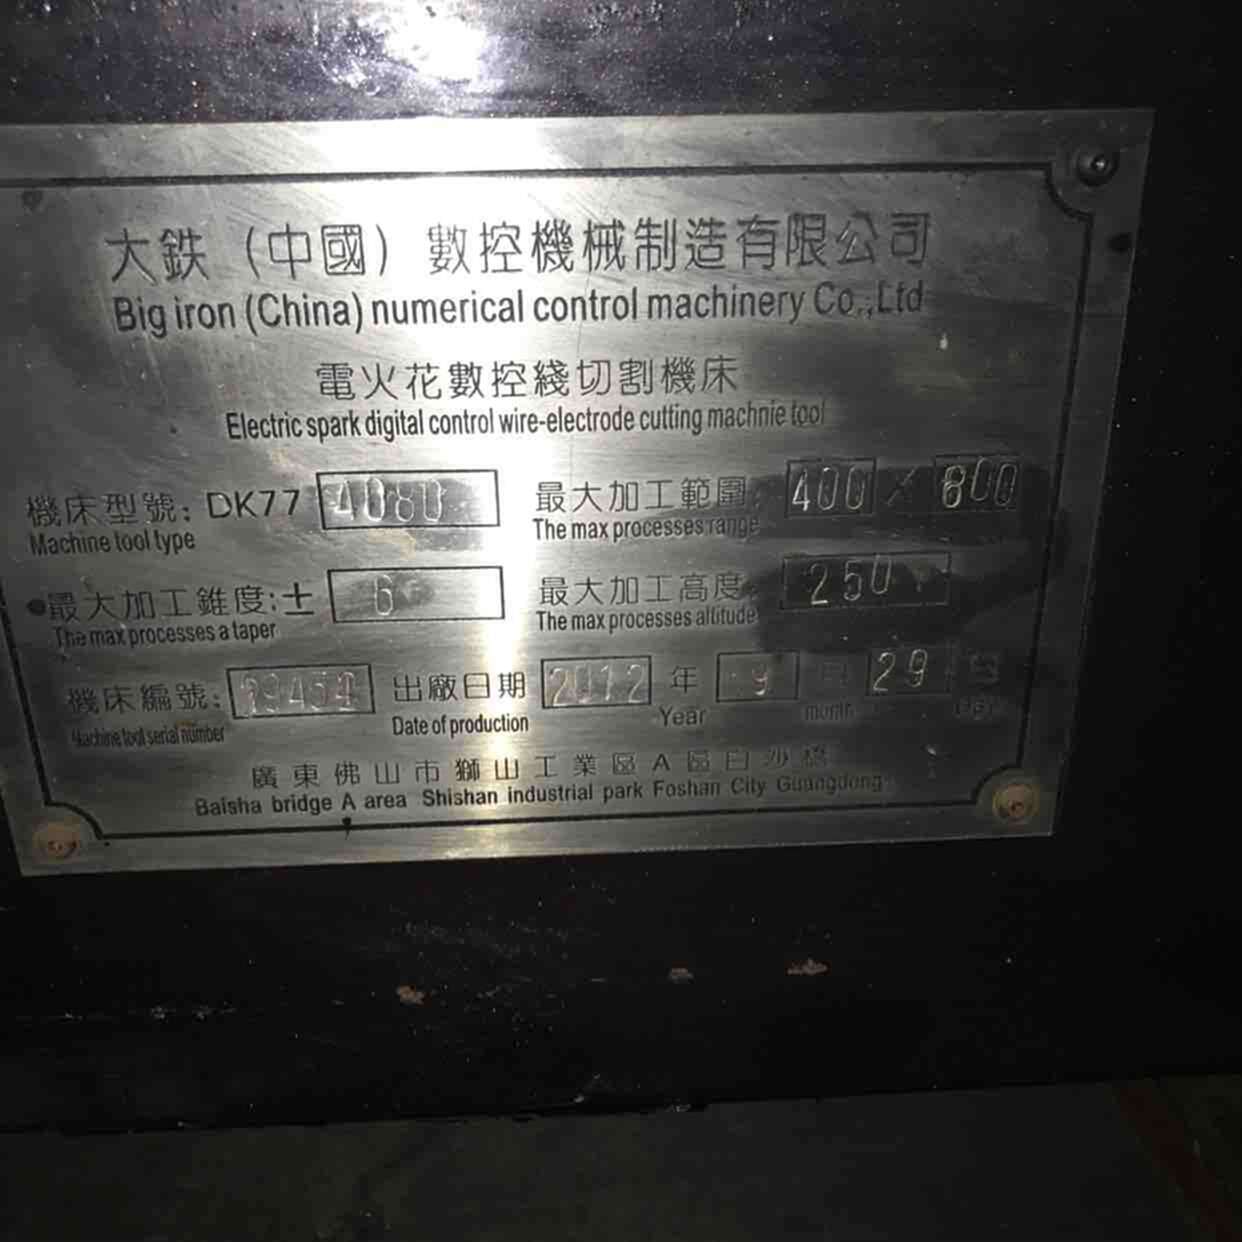 大鉄（中國）數控機械制造有限公司
Big iron (China) numerical control machinery Co.,Ltd
電火花數控綫切割機床
Electric spark digital control wire-electrode cutting machnie tool
機床型號: DK77 4080 最大加工範圍: 400 × 800
Machine tool type The max processes range
最大加工錐度:± 6 最大加工高度: 250
The max processes a taper The max processes altitude
機床編號: 出廠日期 2012 年 9 月 29 日
Machine tool serial number Date of production Year month Day
廣東佛山市獅山工業區A區白沙橋
Baisha bridge A area Shishan industrial park Foshan City Guangdong